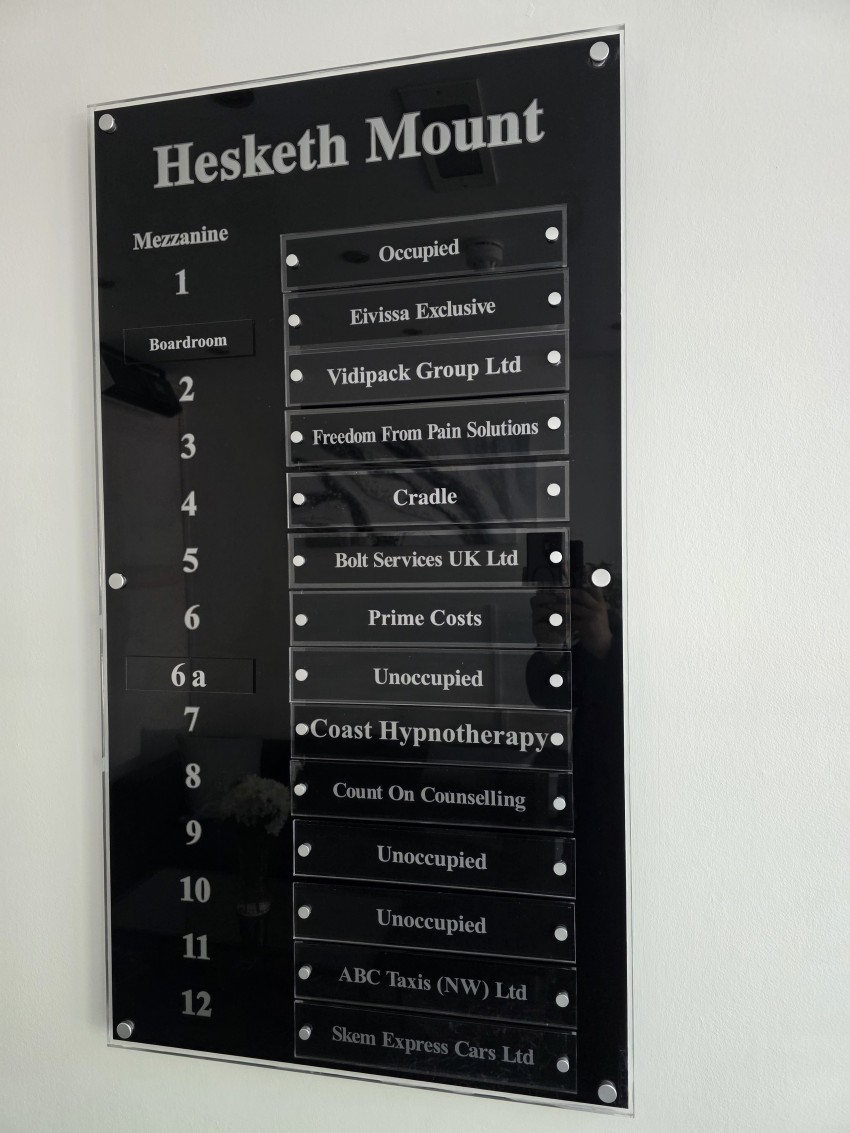 Hesketh Mount
Mezzanine Occupied
1 Eivissa Exclusive
Boardroom
2 Vidipack Group Ltd
3 Freedom From Pain Solutions
4 Cradle
5 Bolt Services UK Ltd
6 Prime Costs
6 a Unoccupied
7 Coast Hypnotherapy
8 Count On Counselling
9 Unoccupied
10 Unoccupied
11 ABC Taxis (NW) Ltd
12 Skem Express Cars Ltd